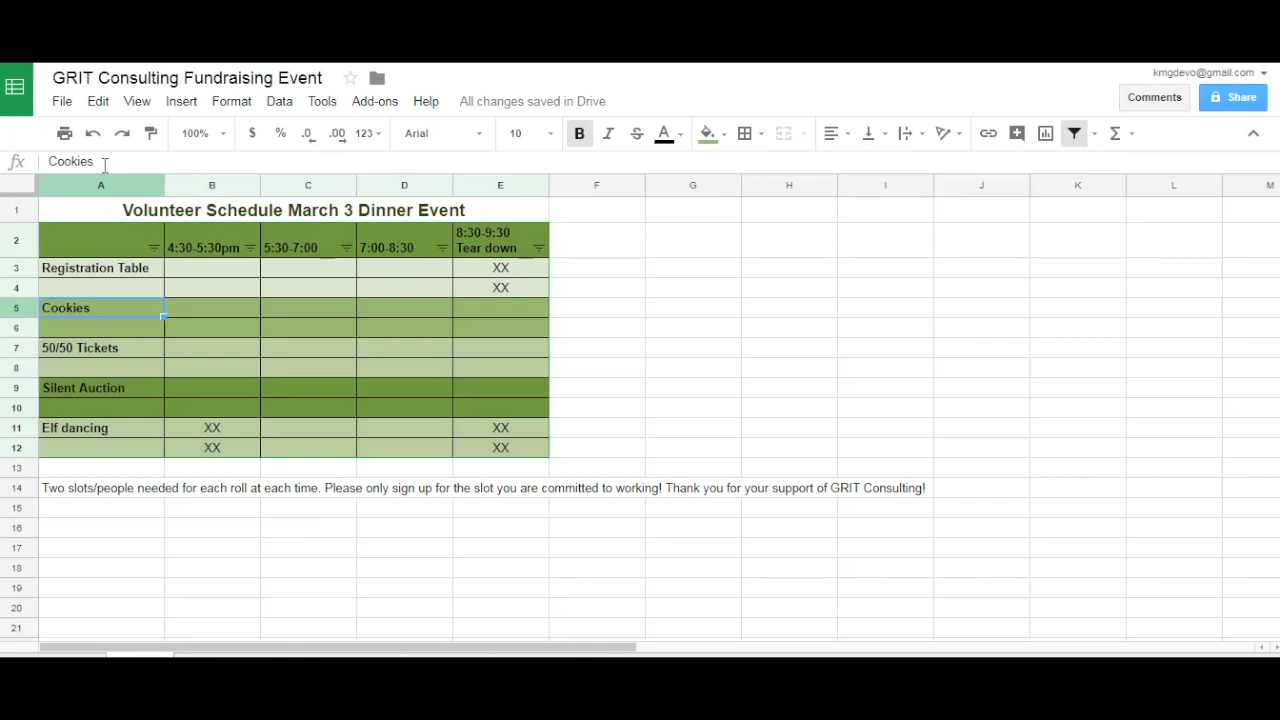 GRIT Consulting Fundraising Event
kmgdevo@gmail.com
File Edit View Insert Format Data Tools Add-ons Help All changes saved in Drive
Comments Share
100% $ % .0 .00 123 Arial 10 B I S A Σ
fx Cookies
A B C D E F G H I J K L M
1 Volunteer Schedule March 3 Dinner Event
2 4:30-5:30pm 5:30-7:00 7:00-8:30 8:30-9:30 Tear down
3 Registration Table XX
4 XX
5 Cookies
6
7 50/50 Tickets
8
9 Silent Auction
10
11 Elf dancing XX XX
12 XX XX
13
14 Two slots/people needed for each roll at each time. Please only sign up for the slot you are committed to working! Thank you for your support of GRIT Consulting!
15
16
17
18
19
20
21